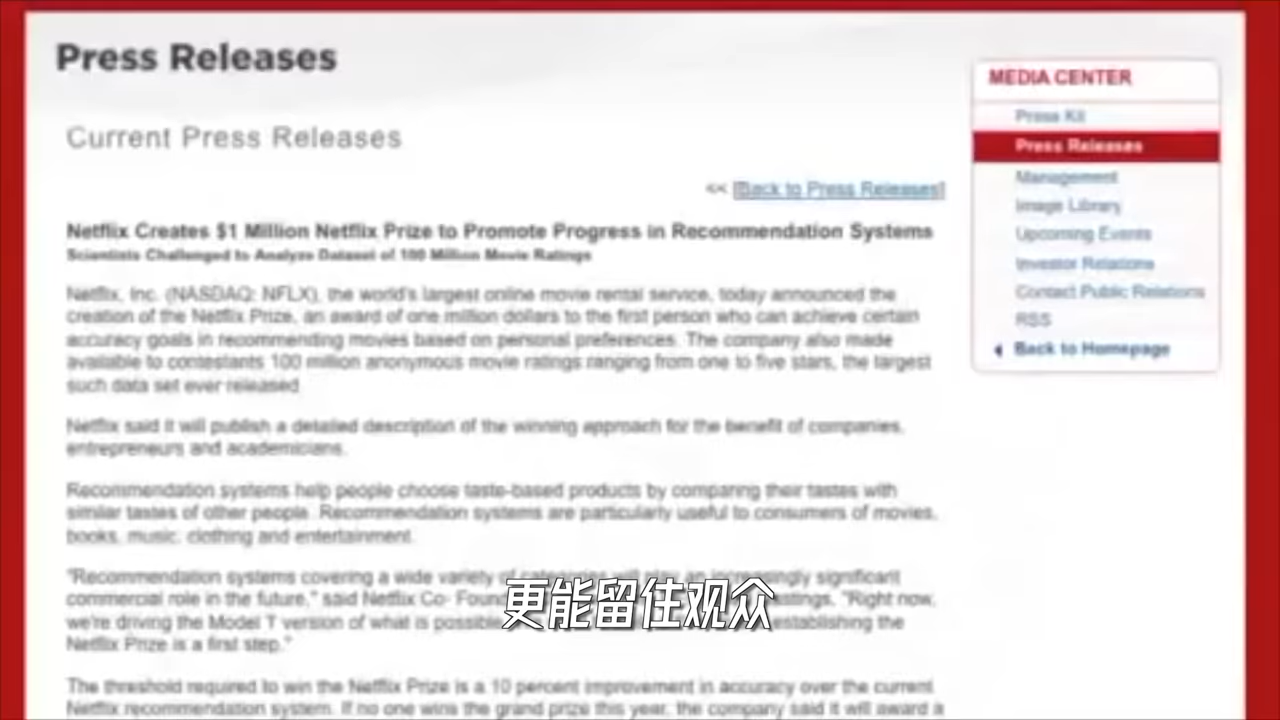 Press Releases
MEDIA CENTER
Press Kit
Press Releases
Management
Image Library
Upcoming Events
Investor Relations
Contact Public Relations
RSS
Back to Homepage
Current Press Releases
<< [Back to Press Releases]
Netflix Creates $1 Million Netflix Prize to Promote Progress in Recommendation Systems
Scientists Challenged to Analyze Dataset of 100 Million Movie Ratings
Netflix, Inc. (NASDAQ: NFLX), the world's largest online movie rental service, today announced the
creation of the Netflix Prize, an award of one million dollars to the first person who can achieve certain
accuracy goals in recommending movies based on personal preferences. The company also made
available to contestants 100 million anonymous movie ratings ranging from one to five stars, the largest
such data set ever released.
Netflix said it will publish a detailed description of the winning approach for the benefit of companies,
entrepreneurs and academicians.
Recommendation systems help people choose taste-based products by comparing their tastes with
similar tastes of other people. Recommendation systems are particularly useful to consumers of movies,
books, music, clothing and entertainment.
"Recommendation systems covering a wide variety of categories will play an increasingly significant
commercial role in the future," said Netflix Co- "Right now,
we're driving the Model T version of what is possible establishing the
Netflix Prize is a first step."
更能留住观众
The threshold required to win the Netflix Prize is a 10 percent improvement in accuracy over the current
Netflix recommendation system. If no one wins the grand prize this year, the company said it will award a